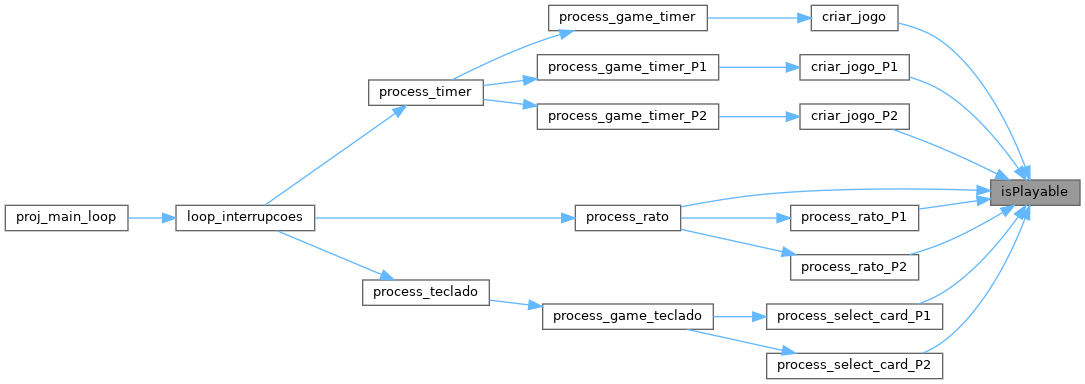 process_game_timer
criar_jogo
process_game_timer_P1
criar_jogo_P1
process_timer
process_game_timer_P2
criar_jogo_P2
isPlayable
proj_main_loop
loop_interrupcoes
process_rato
process_rato_P1
process_rato_P2
process_teclado
process_game_teclado
process_select_card_P1
process_select_card_P2